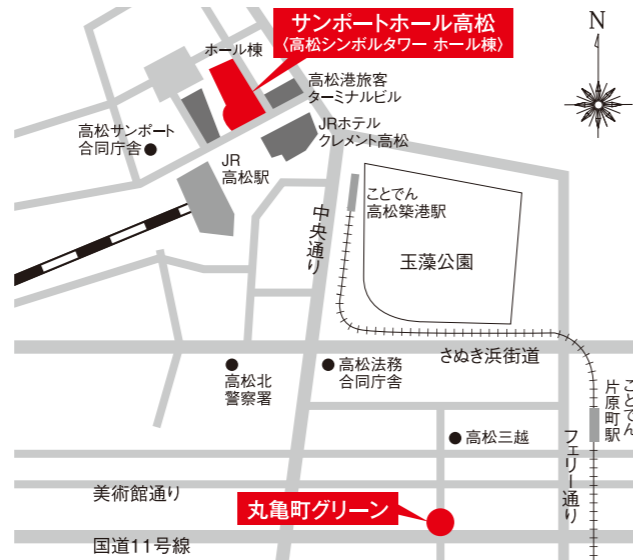 サンポートホール高松
〈高松シンボルタワー ホール棟〉
N
ホール棟
高松港旅客
ターミナルビル
高松サンポート
合同庁舎
JRホテル
クレメント高松
JR
高松駅
ことでん
高松築港駅
中央通り
玉藻公園
さぬき浜街道
高松北
警察署
高松法務
合同庁舎
ことでん
片原町駅
高松三越
フェリー通り
美術館通り
丸亀町グリーン
国道11号線